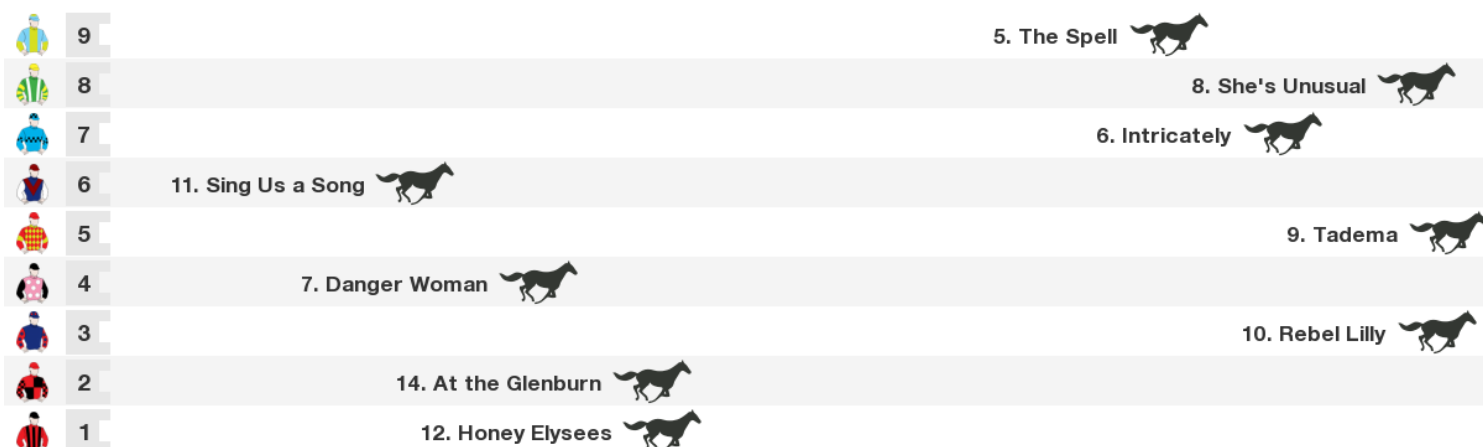 9 5. The Spell
8 8. She's Unusual
7 6. Intricately
6 11. Sing Us a Song
5 9. Tadema
4 7. Danger Woman
3 10. Rebel Lilly
2 14. At the Glenburn
1 12. Honey Elysees